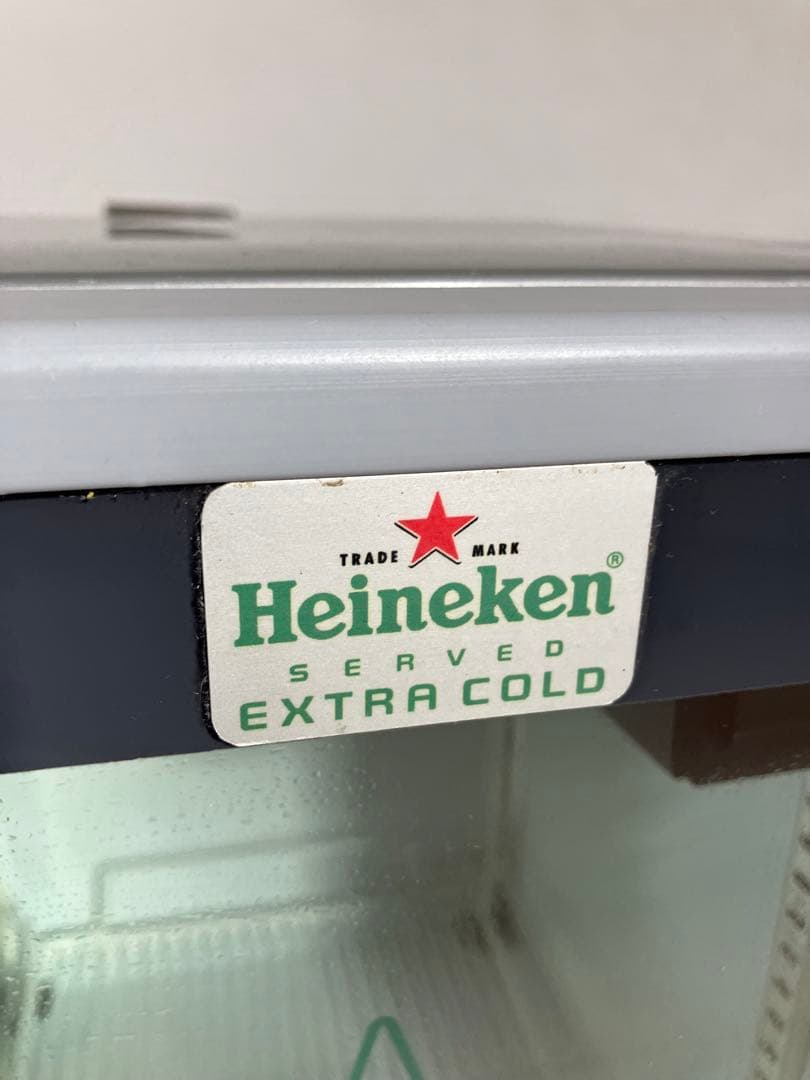 TRADE MARK
Heineken®
SERVED
EXTRA COLD